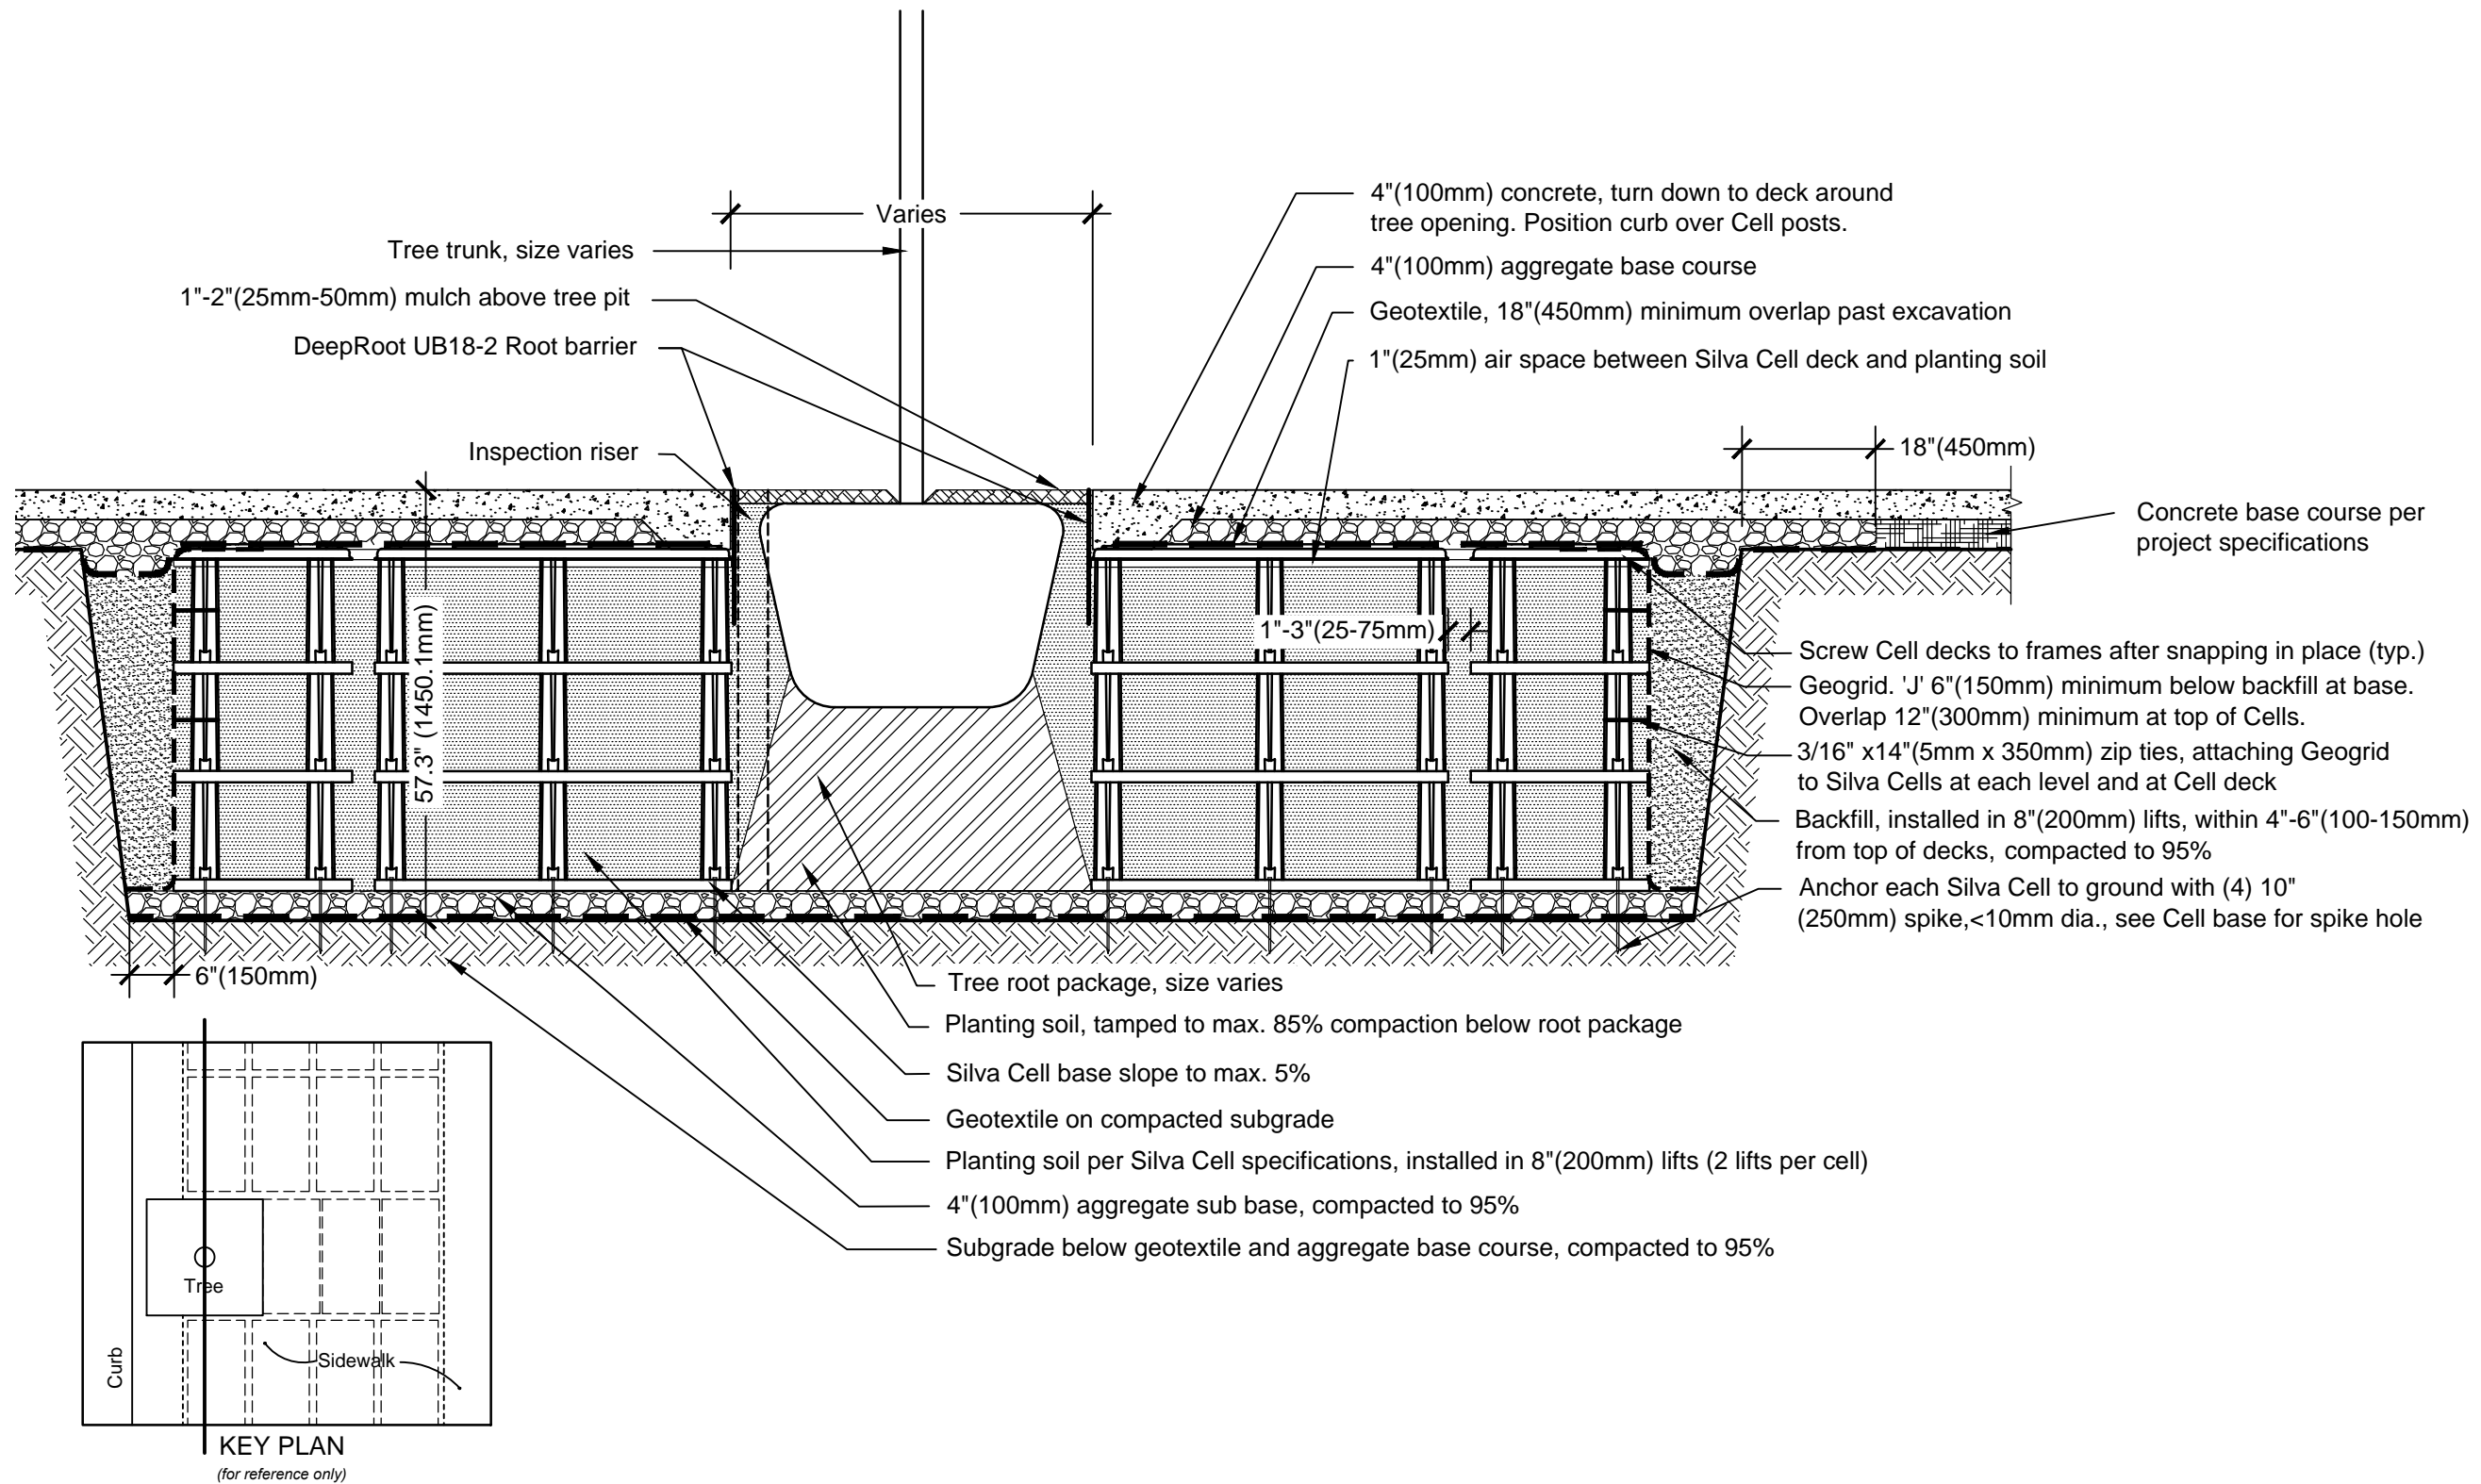 Varies
Tree trunk, size varies
1"-2"(25mm-50mm) mulch above tree pit
DeepRoot UB18-2 Root barrier
Inspection riser
4"(100mm) concrete, turn down to deck around
tree opening. Position curb over Cell posts.
4"(100mm) aggregate base course
Geotextile, 18"(450mm) minimum overlap past excavation
1"(25mm) air space between Silva Cell deck and planting soil
18"(450mm)
Concrete base course per
project specifications
57.3" (1450.1mm)
1"-3"(25-75mm)
Screw Cell decks to frames after snapping in place (typ.)
Geogrid. 'J' 6"(150mm) minimum below backfill at base.
Overlap 12"(300mm) minimum at top of Cells.
3/16" x14"(5mm x 350mm) zip ties, attaching Geogrid
to Silva Cells at each level and at Cell deck
Backfill, installed in 8"(200mm) lifts, within 4"-6"(100-150mm)
from top of decks, compacted to 95%
Anchor each Silva Cell to ground with (4) 10"
(250mm) spike,<10mm dia., see Cell base for spike hole
6"(150mm)
Tree root package, size varies
Planting soil, tamped to max. 85% compaction below root package
Silva Cell base slope to max. 5%
Geotextile on compacted subgrade
Planting soil per Silva Cell specifications, installed in 8"(200mm) lifts (2 lifts per cell)
4"(100mm) aggregate sub base, compacted to 95%
Subgrade below geotextile and aggregate base course, compacted to 95%
Tree
Curb
Sidewalk
KEY PLAN
(for reference only)